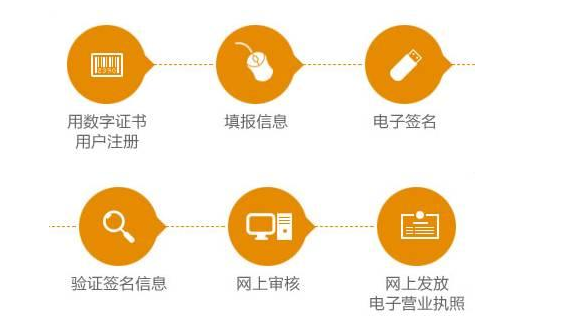 用数字证书
用户注册
填报信息
电子签名
验证签名信息
网上审核
网上发放
电子营业执照